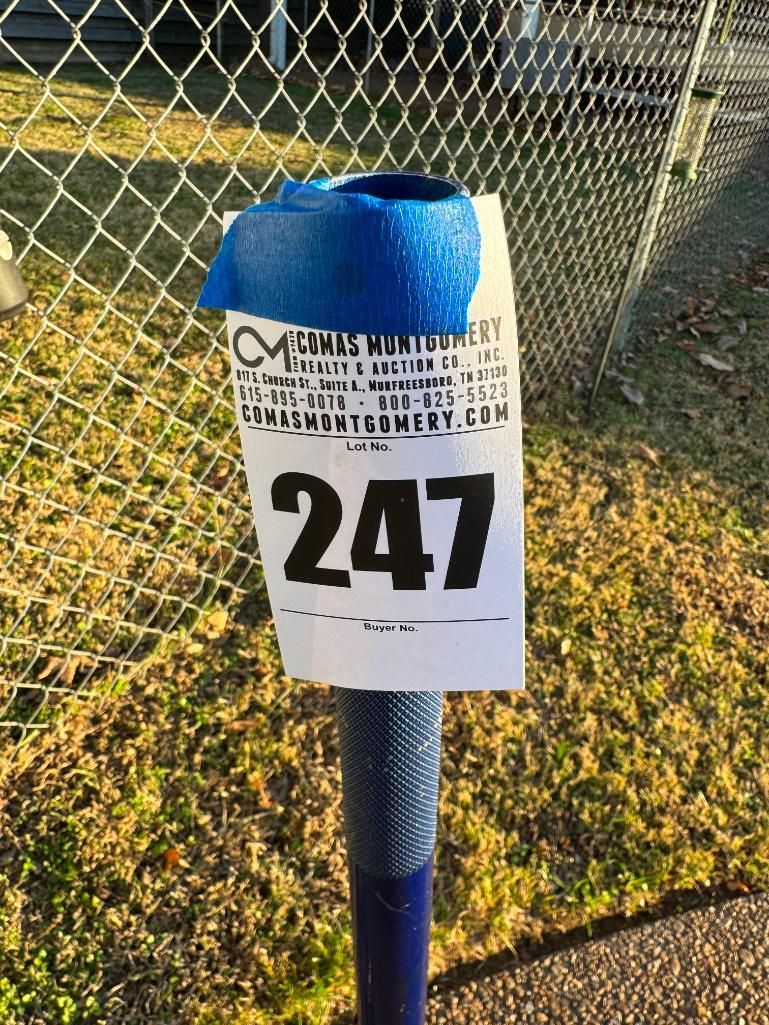 CM COMAS MONTGOMERY
REALTY & AUCTION CO., INC.
817 S. CHURCH ST., SUITE A., MURFREESBORO, TN 37130
615-895-0078 · 800-825-5523
COMASMONTGOMERY.COM
Lot No.
247
Buyer No.